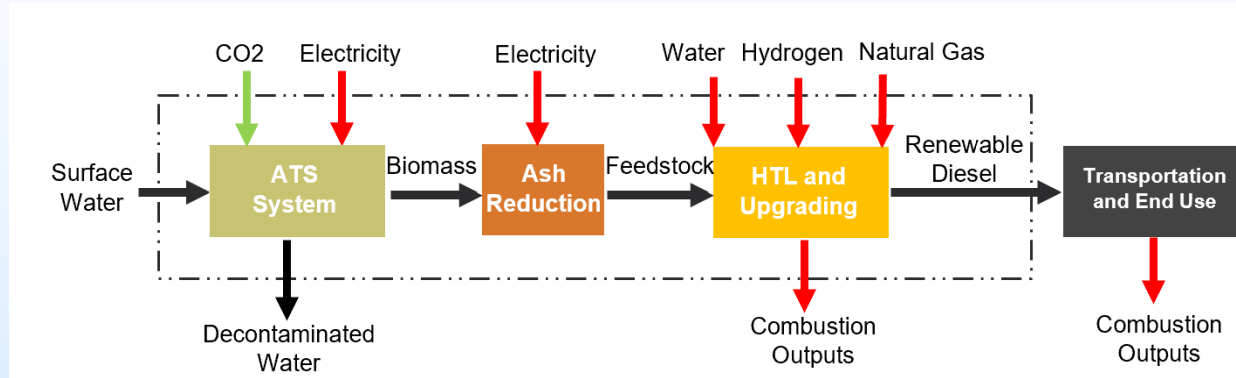 CO2
Electricity
Electricity
Water
Hydrogen
Natural Gas
Surface
Water
ATS
System
Biomass
Ash
Reduction
Feedstock
HTL and
Upgrading
Renewable
Diesel
Transportation
and End Use
Decontaminated
Water
Combustion
Outputs
Combustion
Outputs